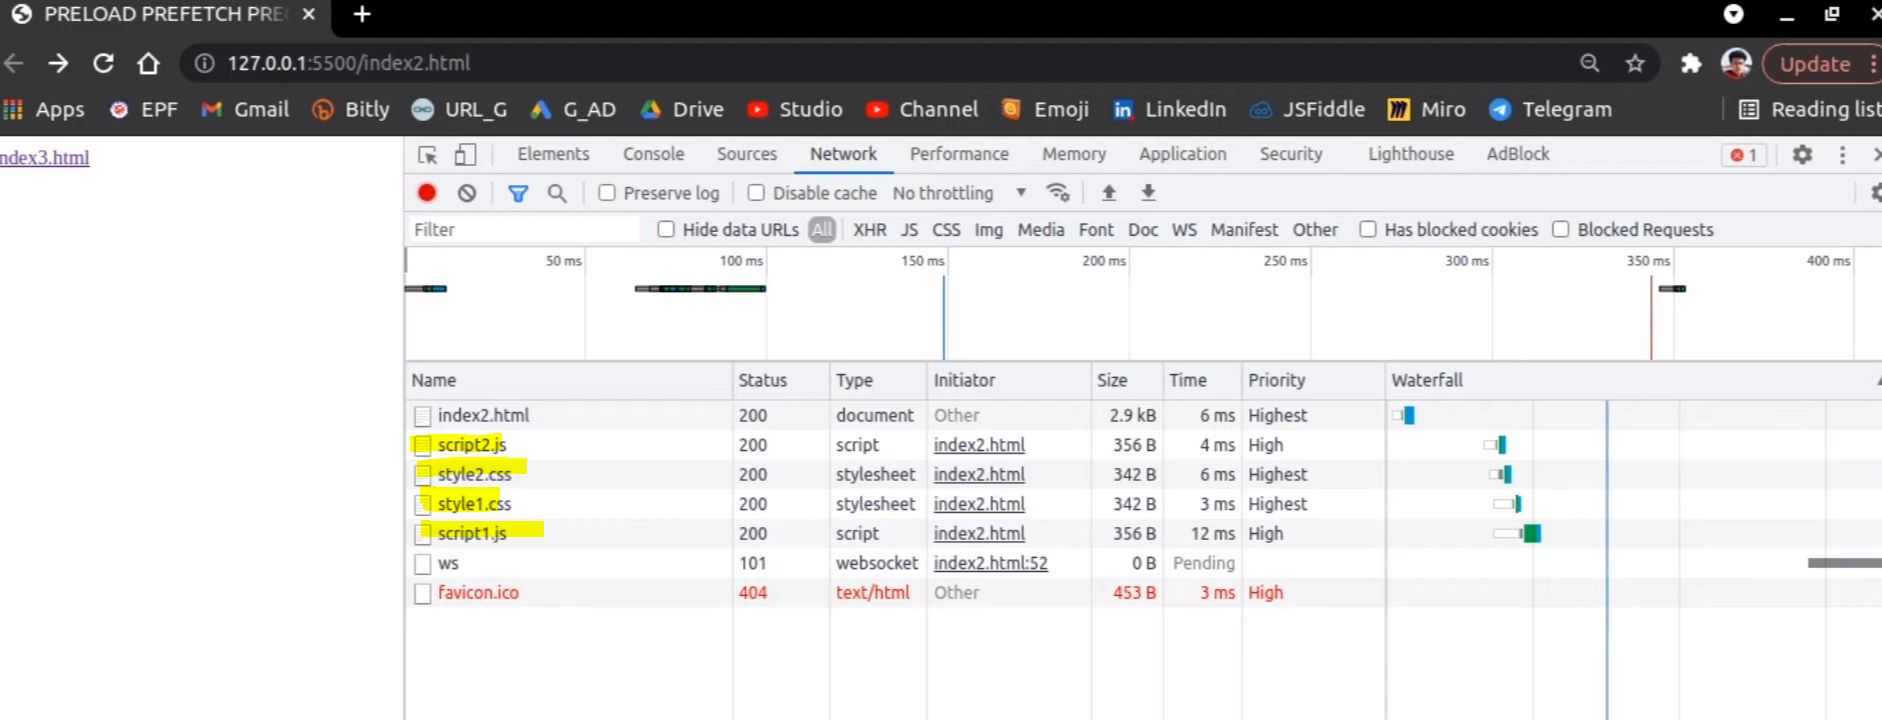 PRELOAD PREFETCH PREC
127.0.0.1:5500/index2.html
Update
Apps EPF Gmail Bitly URL_G G_AD Drive Studio Channel Emoji LinkedIn JSFiddle Miro Telegram Reading list
ndex3.html
Elements Console Sources Network Performance Memory Application Security Lighthouse AdBlock 1
Preserve log Disable cache No throttling
Filter Hide data URLs All XHR JS CSS Img Media Font Doc WS Manifest Other Has blocked cookies Blocked Requests
50 ms 100 ms 150 ms 200 ms 250 ms 300 ms 350 ms 400 ms
Name Status Type Initiator Size Time Priority Waterfall
index2.html 200 document Other 2.9 kB 6 ms Highest
script2.js 200 script index2.html 356 B 4 ms High
style2.css 200 stylesheet index2.html 342 B 6 ms Highest
style1.css 200 stylesheet index2.html 342 B 3 ms Highest
script1.js 200 script index2.html 356 B 12 ms High
ws 101 websocket index2.html:52 0 B Pending
favicon.ico 404 text/html Other 453 B 3 ms High